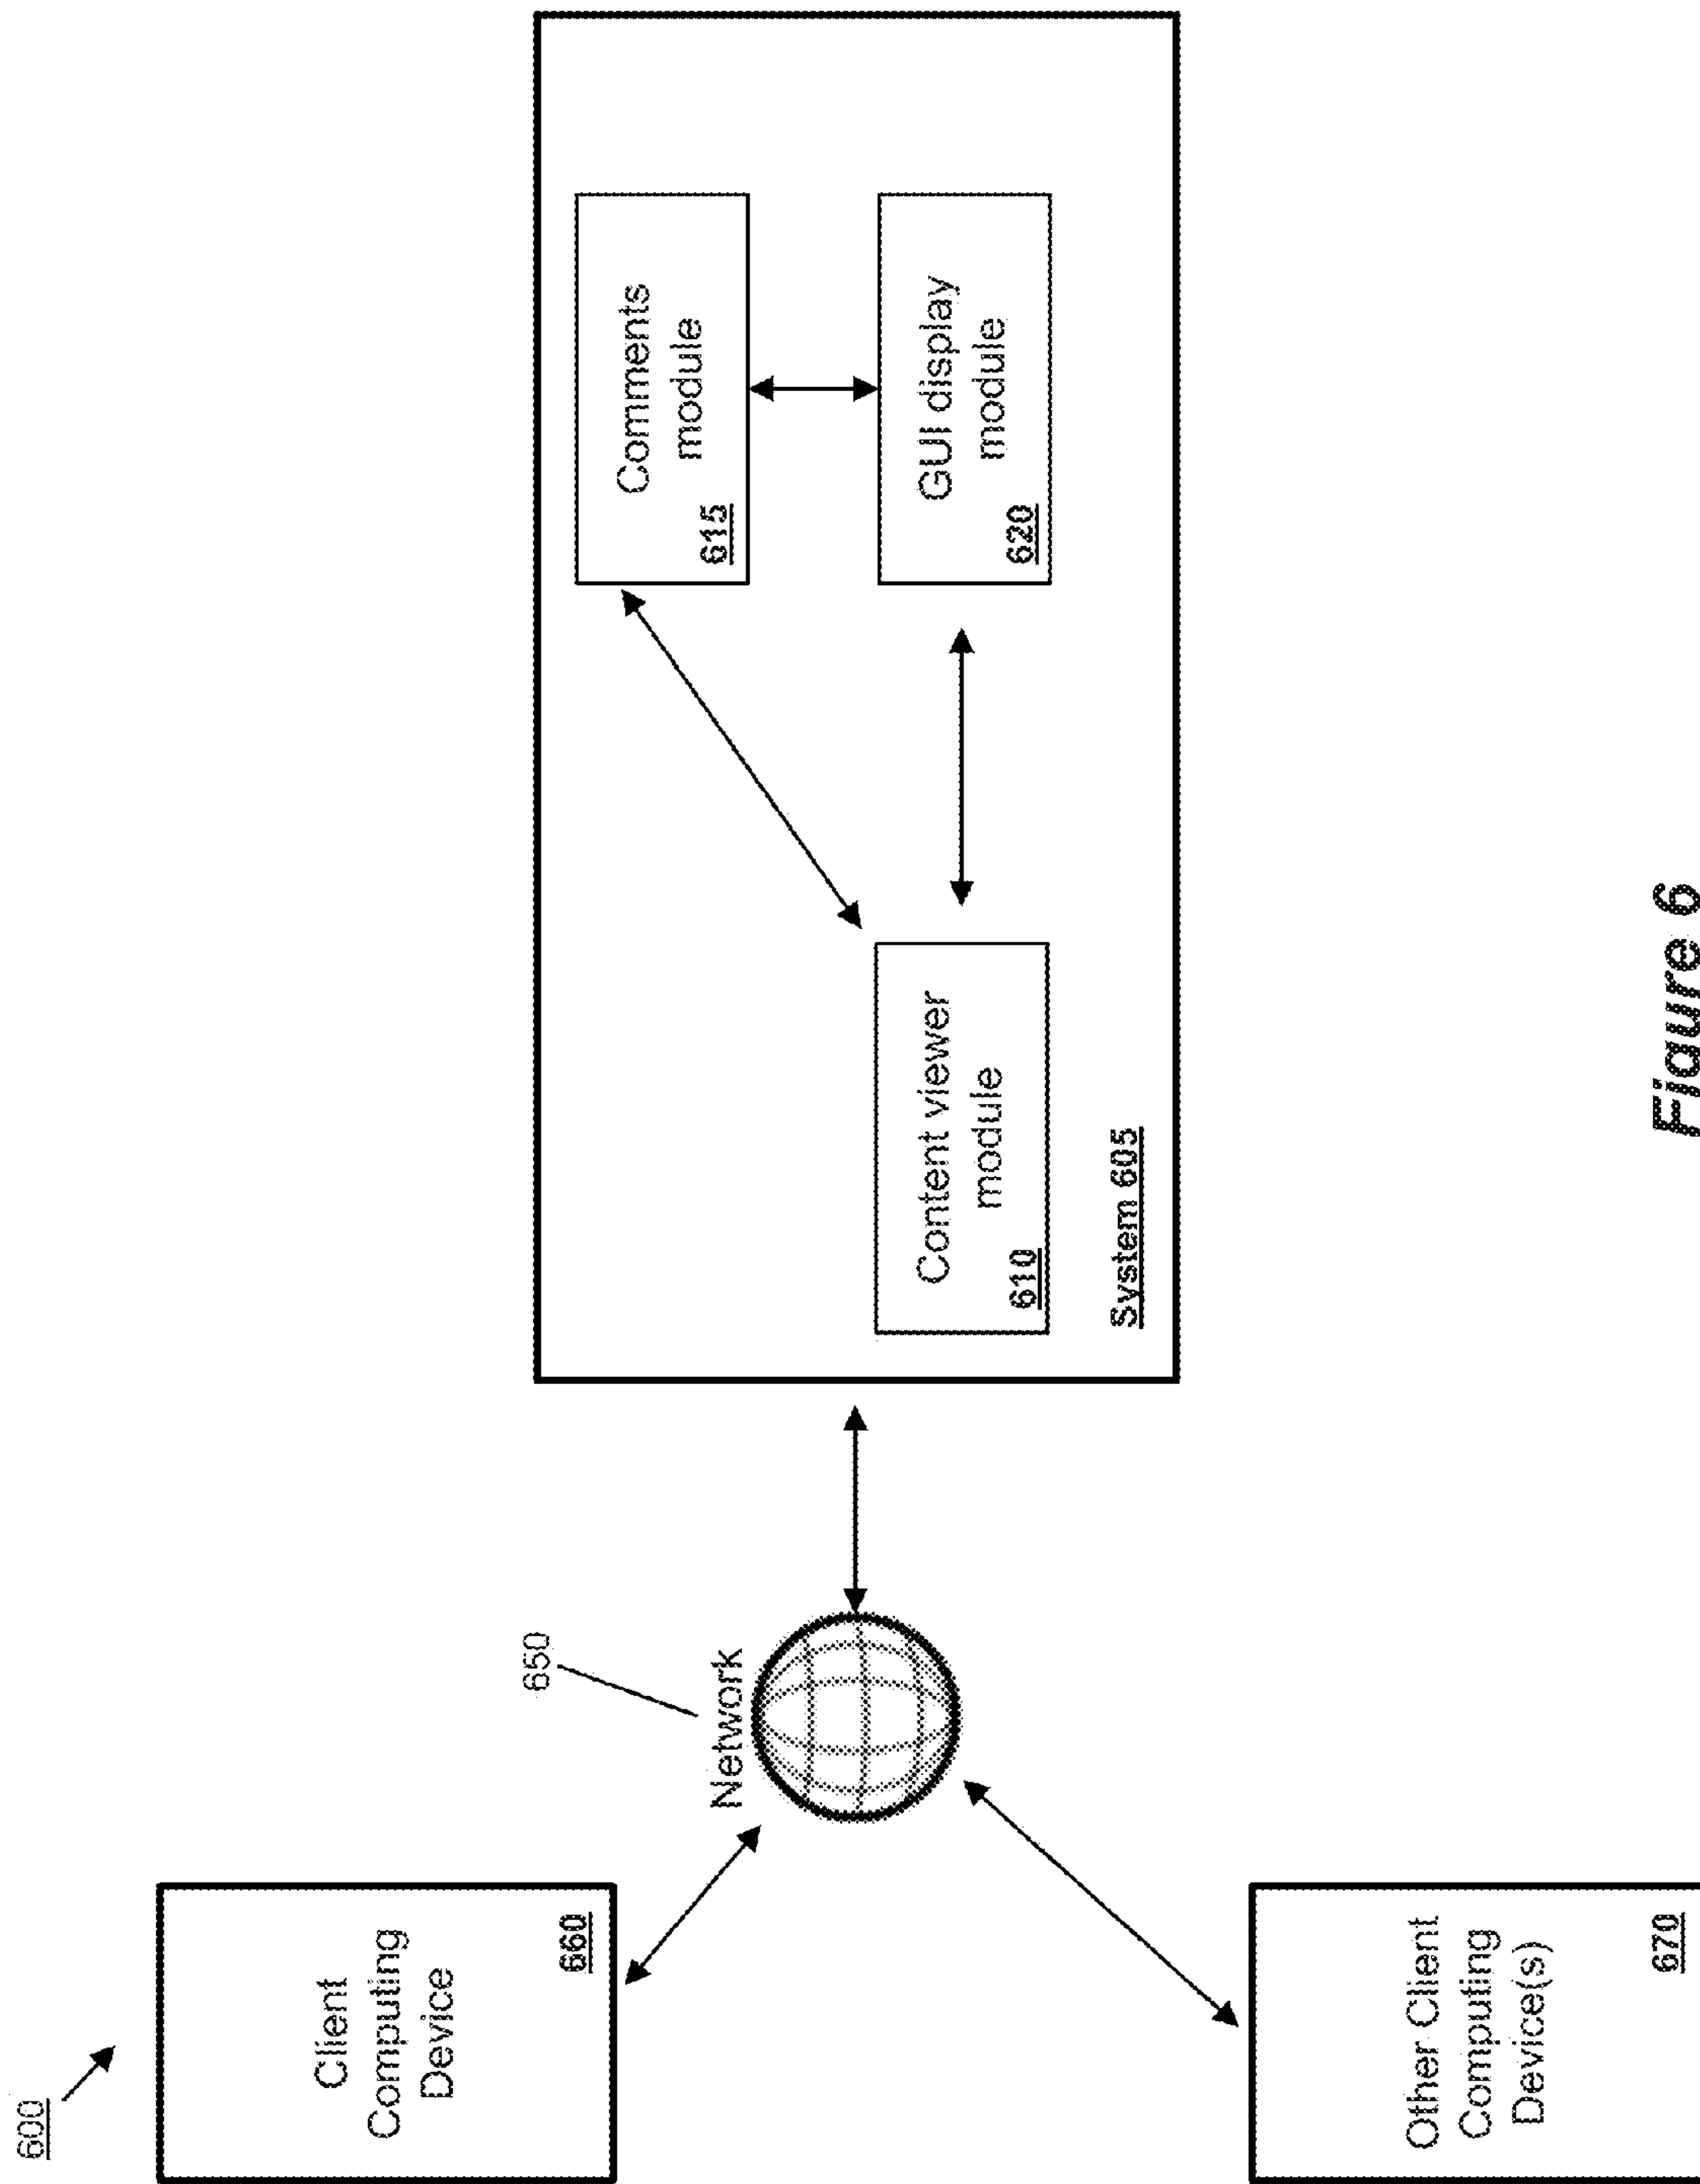 600
Client
Computing
Device
660
Other Client
Computing
Device(s)
670
650
Network
Comments
module
615
Content viewer
module
610
GUI display
module
620
System 605
Figure 6